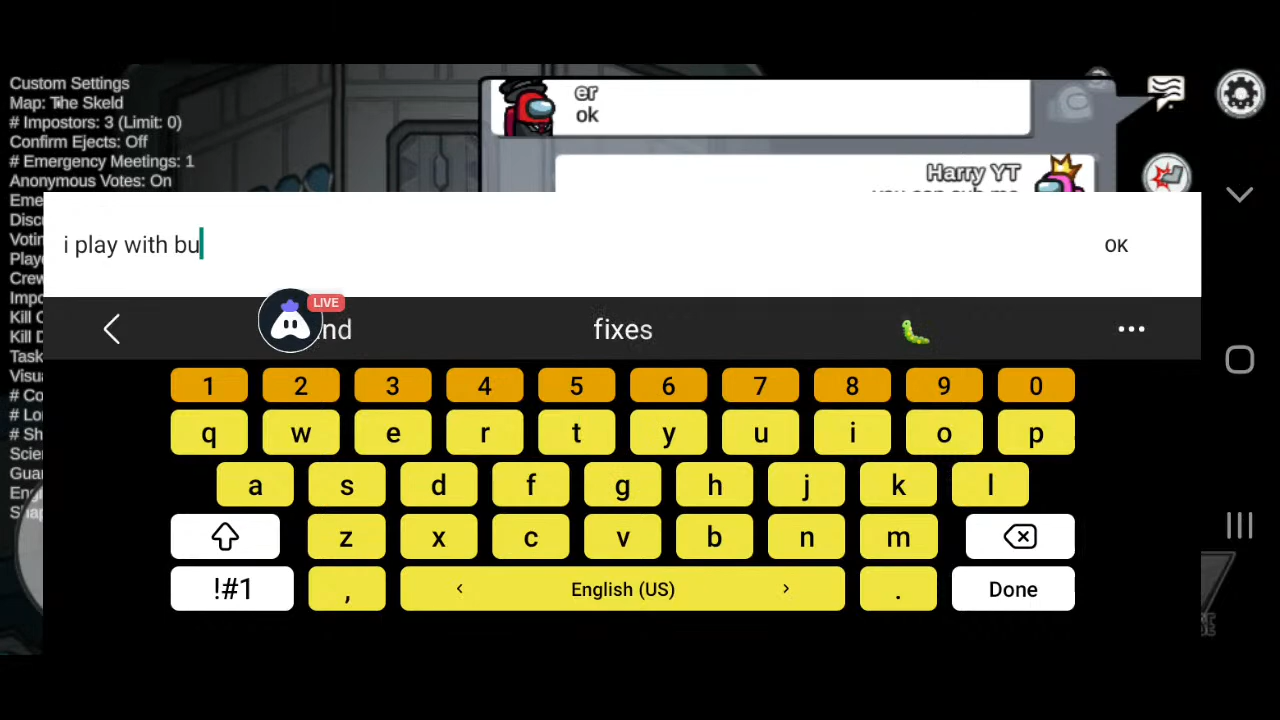 Custom Settings
Map: The Skeld
# Impostors: 3 (Limit: 0)
Confirm Ejects: Off
# Emergency Meetings: 1
Anonymous Votes: On
er
ok
Harry YT
i play with bu
OK
LIVE
nd
fixes
1 2 3 4 5 6 7 8 9 0
q w e r t y u i o p
a s d f g h j k l
z x c v b n m
!#1 , < English (US) > . Done